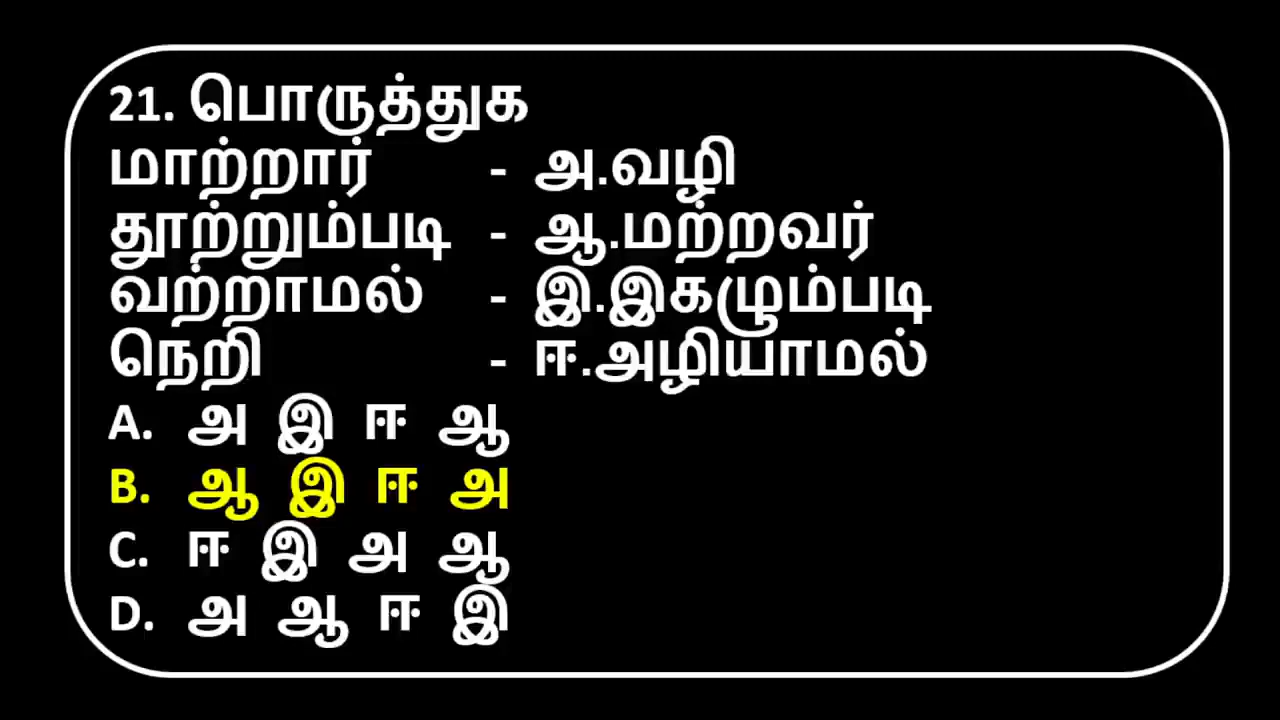 21. பொருத்துக
மாற்றார் - அ.வழி
தூற்றும்படி - ஆ.மற்றவர்
வற்றாமல் - இ.இகழும்படி
நெறி - ஈ.அழியாமல்
A. அ இ ஈ ஆ
B. ஆ இ ஈ அ
C. ஈ இ அ ஆ
D. அ ஆ ஈ இ